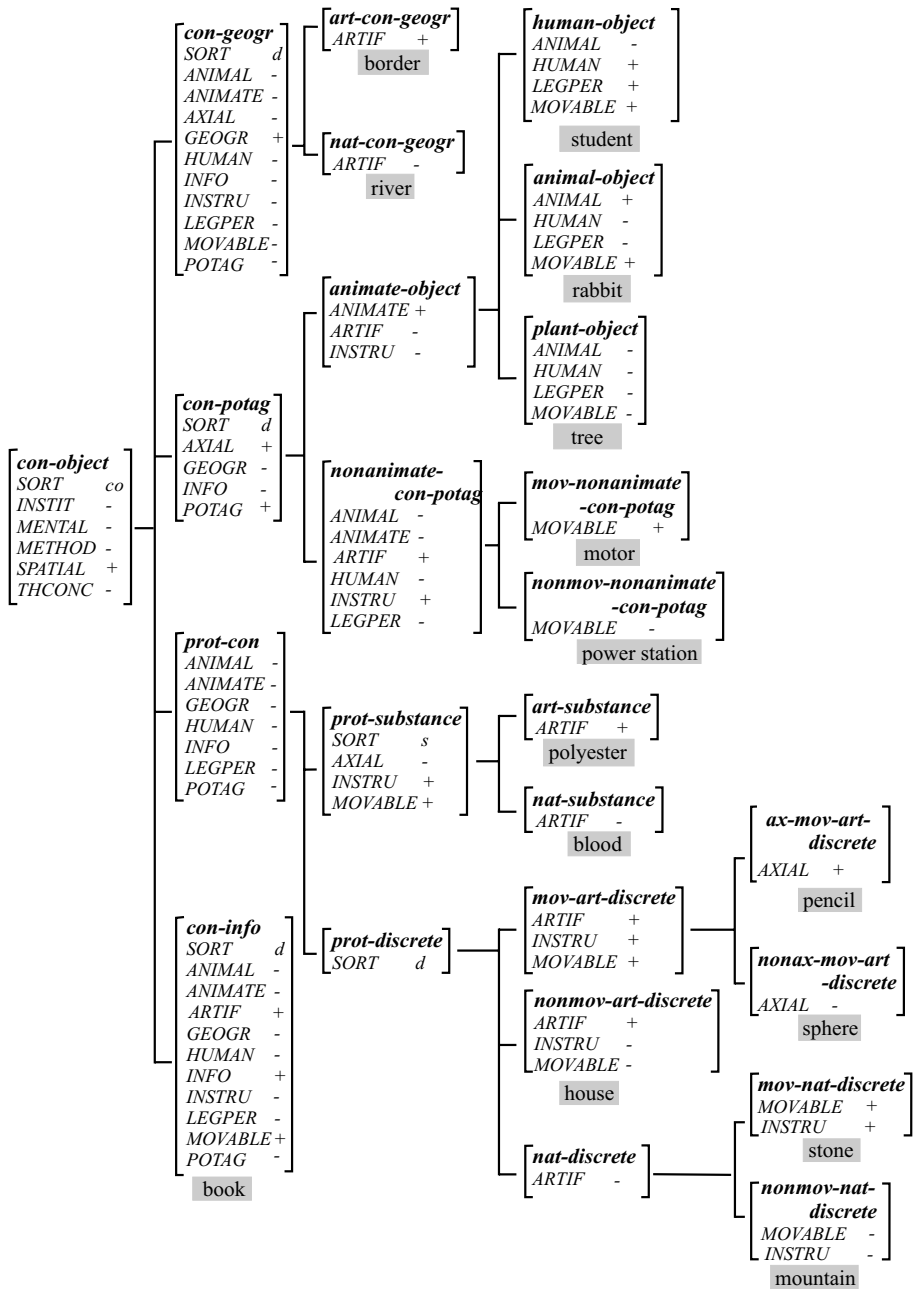 con-object
SORT co
INSTIT -
MENTAL -
METHOD -
SPATIAL +
THCONC -
con-geogr
SORT d
ANIMAL -
ANIMATE -
AXIAL -
GEOGR +
HUMAN -
INFO -
INSTRU -
LEGPER -
MOVABLE -
POTAG -
art-con-geogr
ARTIF +
border
nat-con-geogr
ARTIF -
river
con-potag
SORT d
AXIAL +
GEOGR -
INFO -
POTAG +
animate-object
ANIMATE +
ARTIF -
INSTRU -
human-object
ANIMAL -
HUMAN +
LEGPER +
MOVABLE +
student
animal-object
ANIMAL +
HUMAN -
LEGPER -
MOVABLE +
rabbit
plant-object
ANIMAL -
HUMAN -
LEGPER -
MOVABLE -
tree
nonanimate-
con-potag
ANIMAL -
ANIMATE -
ARTIF +
HUMAN -
INSTRU +
LEGPER -
mov-nonanimate
-con-potag
MOVABLE +
motor
nonmov-nonanimate
-con-potag
MOVABLE -
power station
prot-con
ANIMAL -
ANIMATE -
GEOGR -
HUMAN -
INFO -
LEGPER -
POTAG -
prot-substance
SORT s
AXIAL -
INSTRU +
MOVABLE +
art-substance
ARTIF +
polyester
nat-substance
ARTIF -
blood
prot-discrete
SORT d
mov-art-discrete
ARTIF +
INSTRU +
MOVABLE +
ax-mov-art-
discrete
AXIAL +
pencil
nonax-mov-art
-discrete
AXIAL -
sphere
nonmov-art-discrete
ARTIF +
INSTRU -
MOVABLE -
house
nat-discrete
ARTIF -
mov-nat-discrete
MOVABLE +
INSTRU +
stone
nonmov-nat-
discrete
MOVABLE -
INSTRU -
mountain
con-info
SORT d
ANIMAL -
ANIMATE -
ARTIF +
GEOGR -
HUMAN -
INFO +
INSTRU -
LEGPER -
MOVABLE +
POTAG -
book